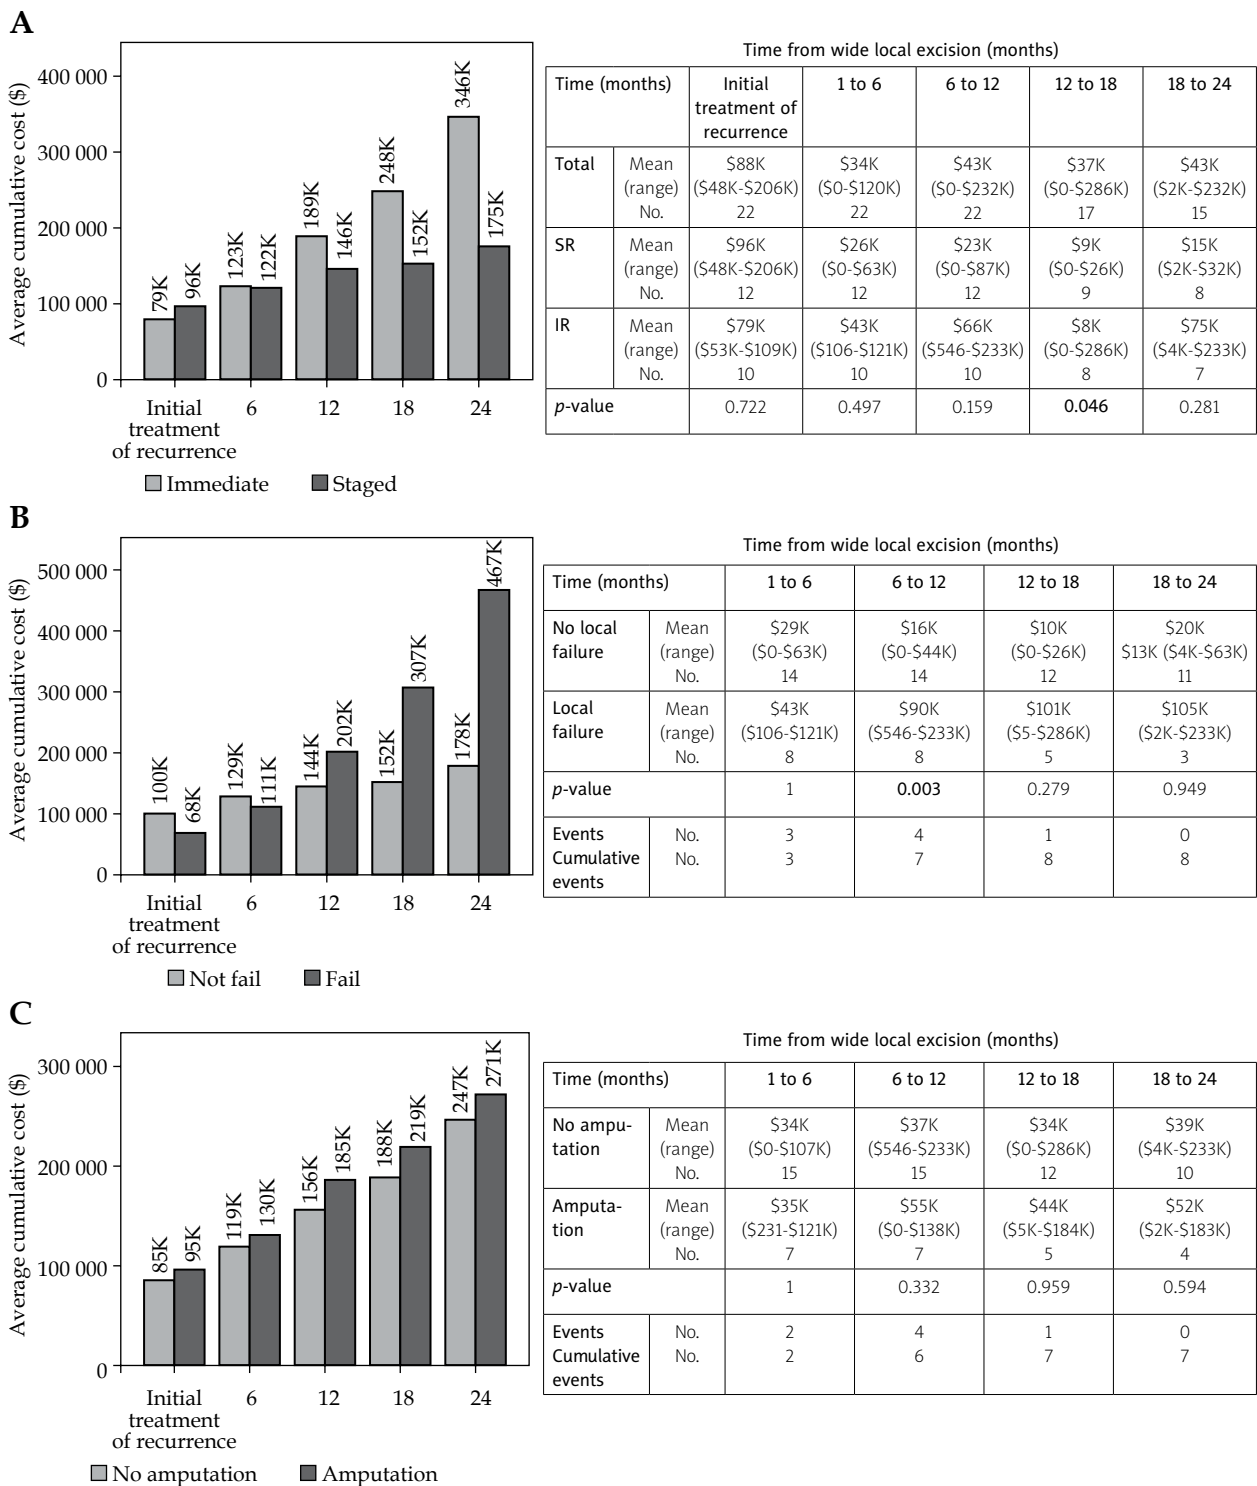 A
Average cumulative cost ($)
400 000
300 000
200 000
100 000
0
79K
96K
123K
122K
189K
146K
248K
152K
346K
175K
Initial treatment of recurrence
6
12
18
24
Immediate
Staged
Time from wide local excision (months)
Time (months) Initial treatment of recurrence 1 to 6 6 to 12 12 to 18 18 to 24
Total Mean $88K $34K $43K $37K $43K
(range) ($48K-$206K) ($0-$120K) ($0-$232K) ($0-$286K) ($2K-$232K)
No. 22 22 22 17 15
SR Mean $96K $26K $23K $9K $15K
(range) ($48K-$206K) ($0-$63K) ($0-$87K) ($0-$26K) ($2K-$32K)
No. 12 12 12 9 8
IR Mean $79K $43K $66K $8K $75K
(range) ($53K-$109K) ($106-$121K) ($546-$233K) ($0-$286K) ($4K-$233K)
No. 10 10 10 8 7
p-value 0.722 0.497 0.159 0.046 0.281
B
Average cumulative cost ($)
500 000
400 000
300 000
200 000
100 000
0
100K
68K
129K
111K
144K
202K
152K
307K
178K
467K
Initial treatment of recurrence
6
12
18
24
Not fail
Fail
Time from wide local excision (months)
Time (months) 1 to 6 6 to 12 12 to 18 18 to 24
No local Mean $29K $16K $10K $20K
failure (range) ($0-$63K) ($0-$44K) ($0-$26K) $13K ($4K-$63K)
No. 14 14 12 11
Local Mean $43K $90K $101K $105K
failure (range) ($106-$121K) ($546-$233K) ($5-$286K) ($2K-$233K)
No. 8 8 5 3
p-value 1 0.003 0.279 0.949
Events No. 3 4 1 0
Cumulative No. 3 7 8 8
events
C
Average cumulative cost ($)
300 000
200 000
100 000
0
85K
95K
119K
130K
156K
185K
188K
219K
247K
271K
Initial treatment of recurrence
6
12
18
24
No amputation
Amputation
Time from wide local excision (months)
Time (months) 1 to 6 6 to 12 12 to 18 18 to 24
No ampu- Mean $34K $37K $34K $39K
tation (range) ($0-$107K) ($546-$233K) ($0-$286K) ($4K-$233K)
No. 15 15 12 10
Amputa- Mean $35K $55K $44K $52K
tion (range) ($231-$121K) ($0-$138K) ($5K-$184K) ($2K-$183K)
No. 7 7 5 4
p-value 1 0.332 0.959 0.594
Events No. 2 4 1 0
Cumulative No. 2 6 7 7
events